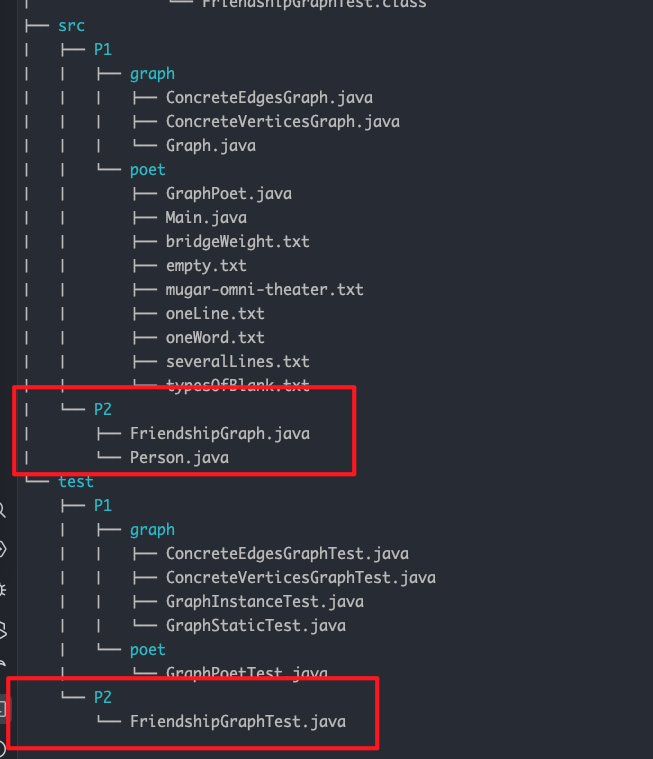 FriendshipGraphTest.class
├── src
│   ├── P1
│   │   ├── graph
│   │   │   ├── ConcreteEdgesGraph.java
│   │   │   ├── ConcreteVerticesGraph.java
│   │   │   └── Graph.java
│   │   └── poet
│   │       ├── GraphPoet.java
│   │       ├── Main.java
│   │       ├── bridgeWeight.txt
│   │       ├── empty.txt
│   │       ├── mugar-omni-theater.txt
│   │       ├── oneLine.txt
│   │       ├── oneWord.txt
│   │       ├── severalLines.txt
│   │       └── typesOfBlank.txt
│   └── P2
│       ├── FriendshipGraph.java
│       └── Person.java
└── test
    ├── P1
    │   ├── graph
    │   │   ├── ConcreteEdgesGraphTest.java
    │   │   ├── ConcreteVerticesGraphTest.java
    │   │   ├── GraphInstanceTest.java
    │   │   └── GraphStaticTest.java
    │   └── poet
    │       └── GraphPoetTest.java
    └── P2
        └── FriendshipGraphTest.java